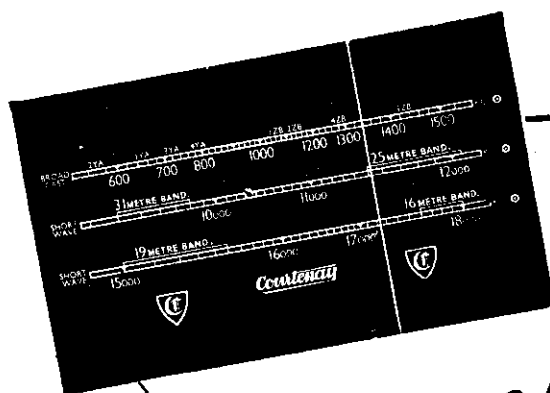 2YA 1YA 3YA 4YA 1ZB 2ZB 4ZB
BROAD CAST 600 700 800 1000 1200 1300 1400 1500
31 METRE BAND. 25 METRE BAND.
SHORT WAVE 10000 11000 12000
19 METRE BAND. 16 METRE BAND.
SHORT WAVE 15000 16000 17000
Courtenay